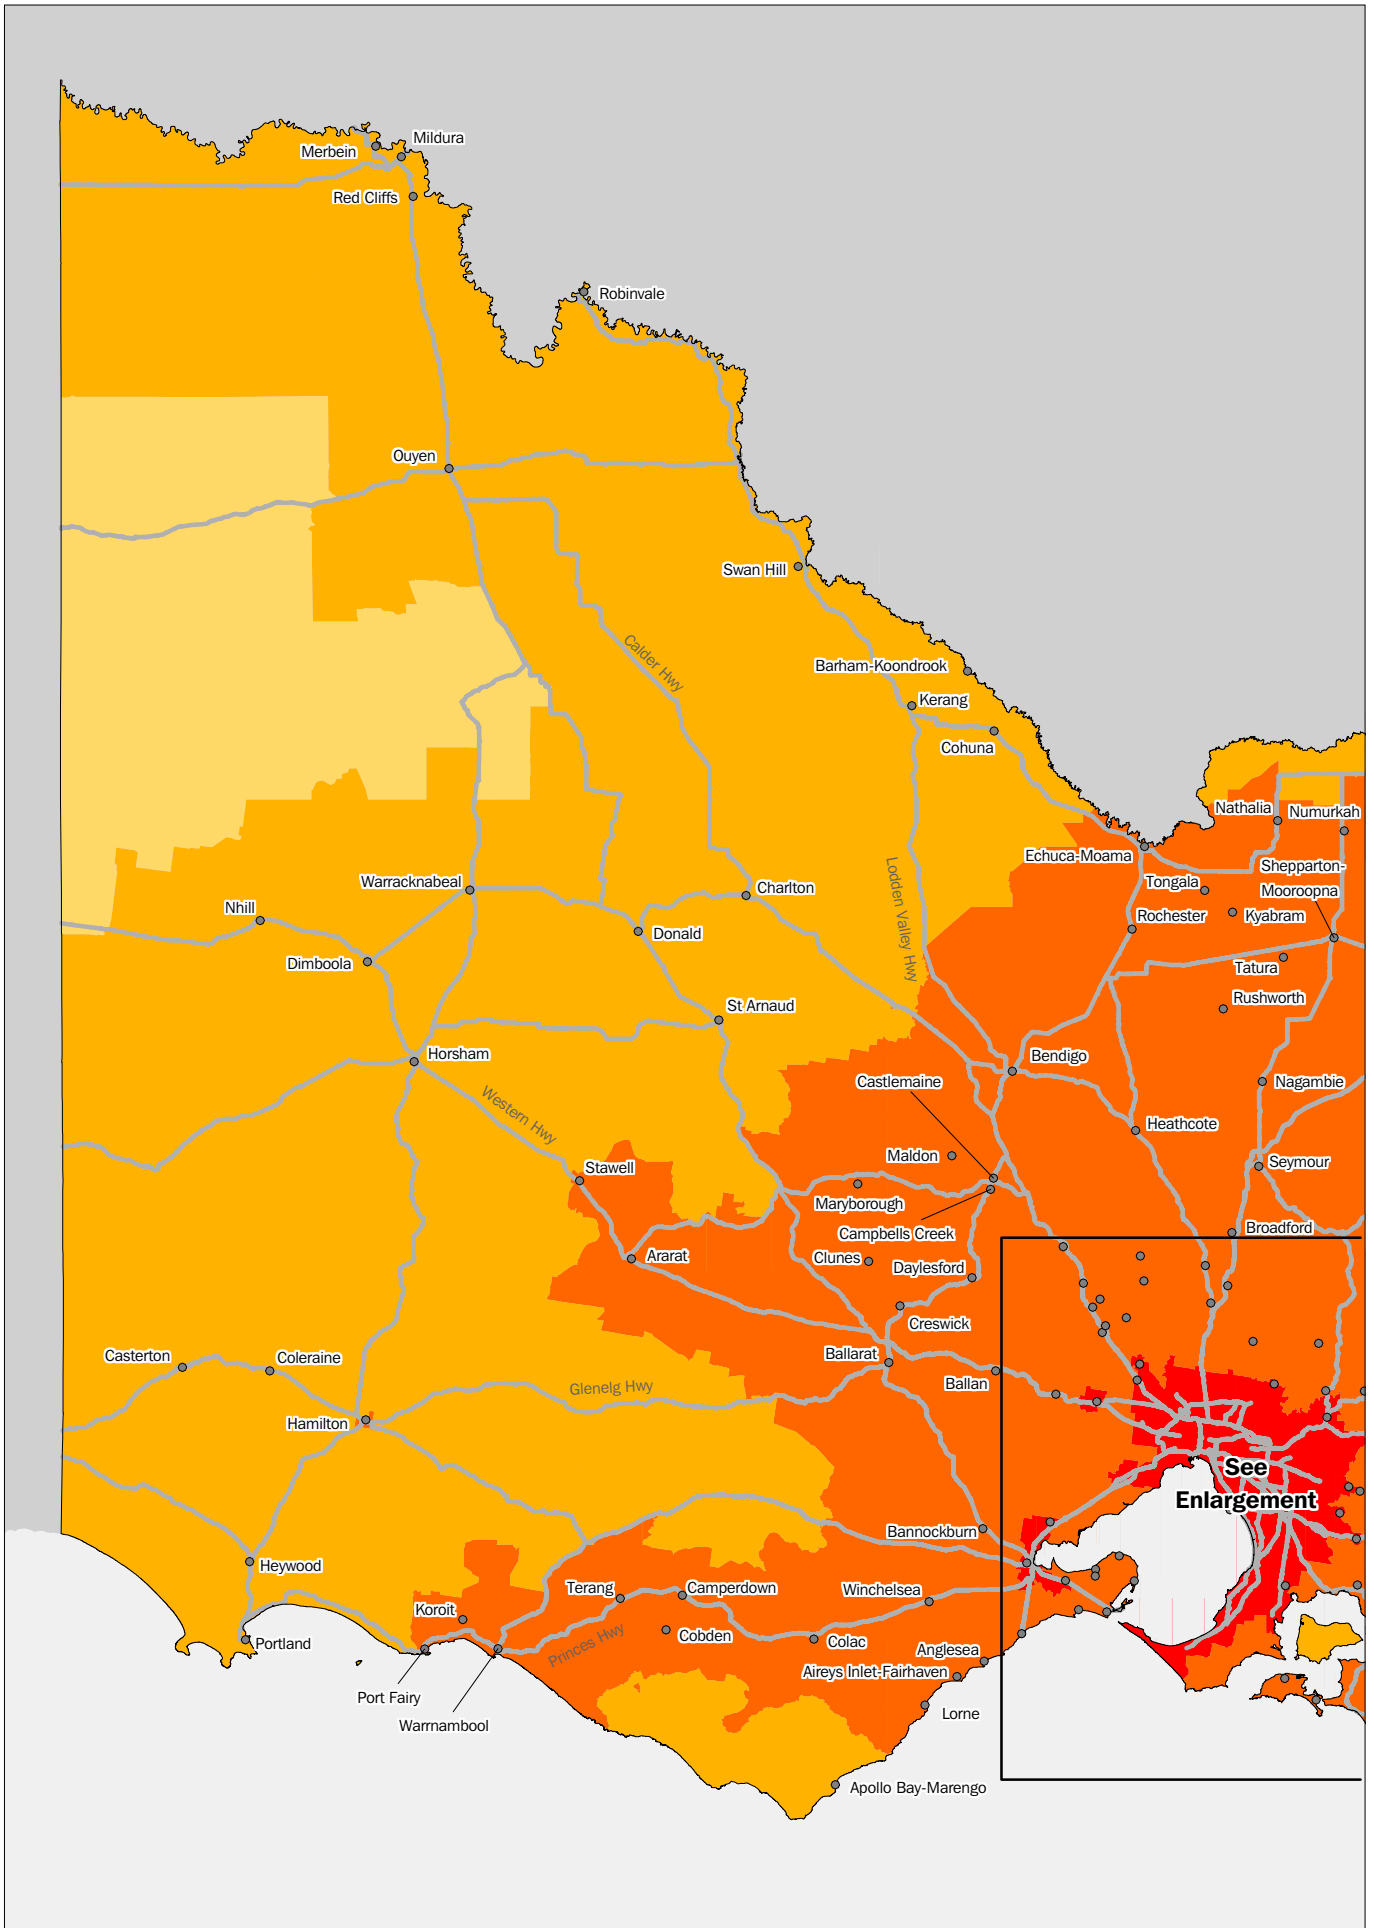 Mildura
Merbein
Red Cliffs
Robinvale
Ouyen
Swan Hill
Calder Hwy
Barham-Koondrook
Kerang
Cohuna
Nathalia
Numurkah
Echuca-Moama
Shepparton-
Mooroopna
Tongala
Kyabram
Rochester
Lodden Valley Hwy
Warracknabeal
Charlton
Nhill
Donald
Dimboola
Tatura
Rushworth
St Arnaud
Horsham
Bendigo
Castlemaine
Nagambie
Western Hwy
Heathcote
Maldon
Seymour
Stawell
Maryborough
Campbells Creek
Broadford
Ararat
Clunes
Daylesford
Creswick
Casterton
Coleraine
Ballarat
Ballan
Glenelg Hwy
Hamilton
See
Enlargement
Bannockburn
Heywood
Terang
Camperdown
Winchelsea
Koroit
Cobden
Colac
Princes Hwy
Portland
Anglesea
Aireys Inlet-Fairhaven
Port Fairy
Lorne
Warrnambool
Apollo Bay-Marengo